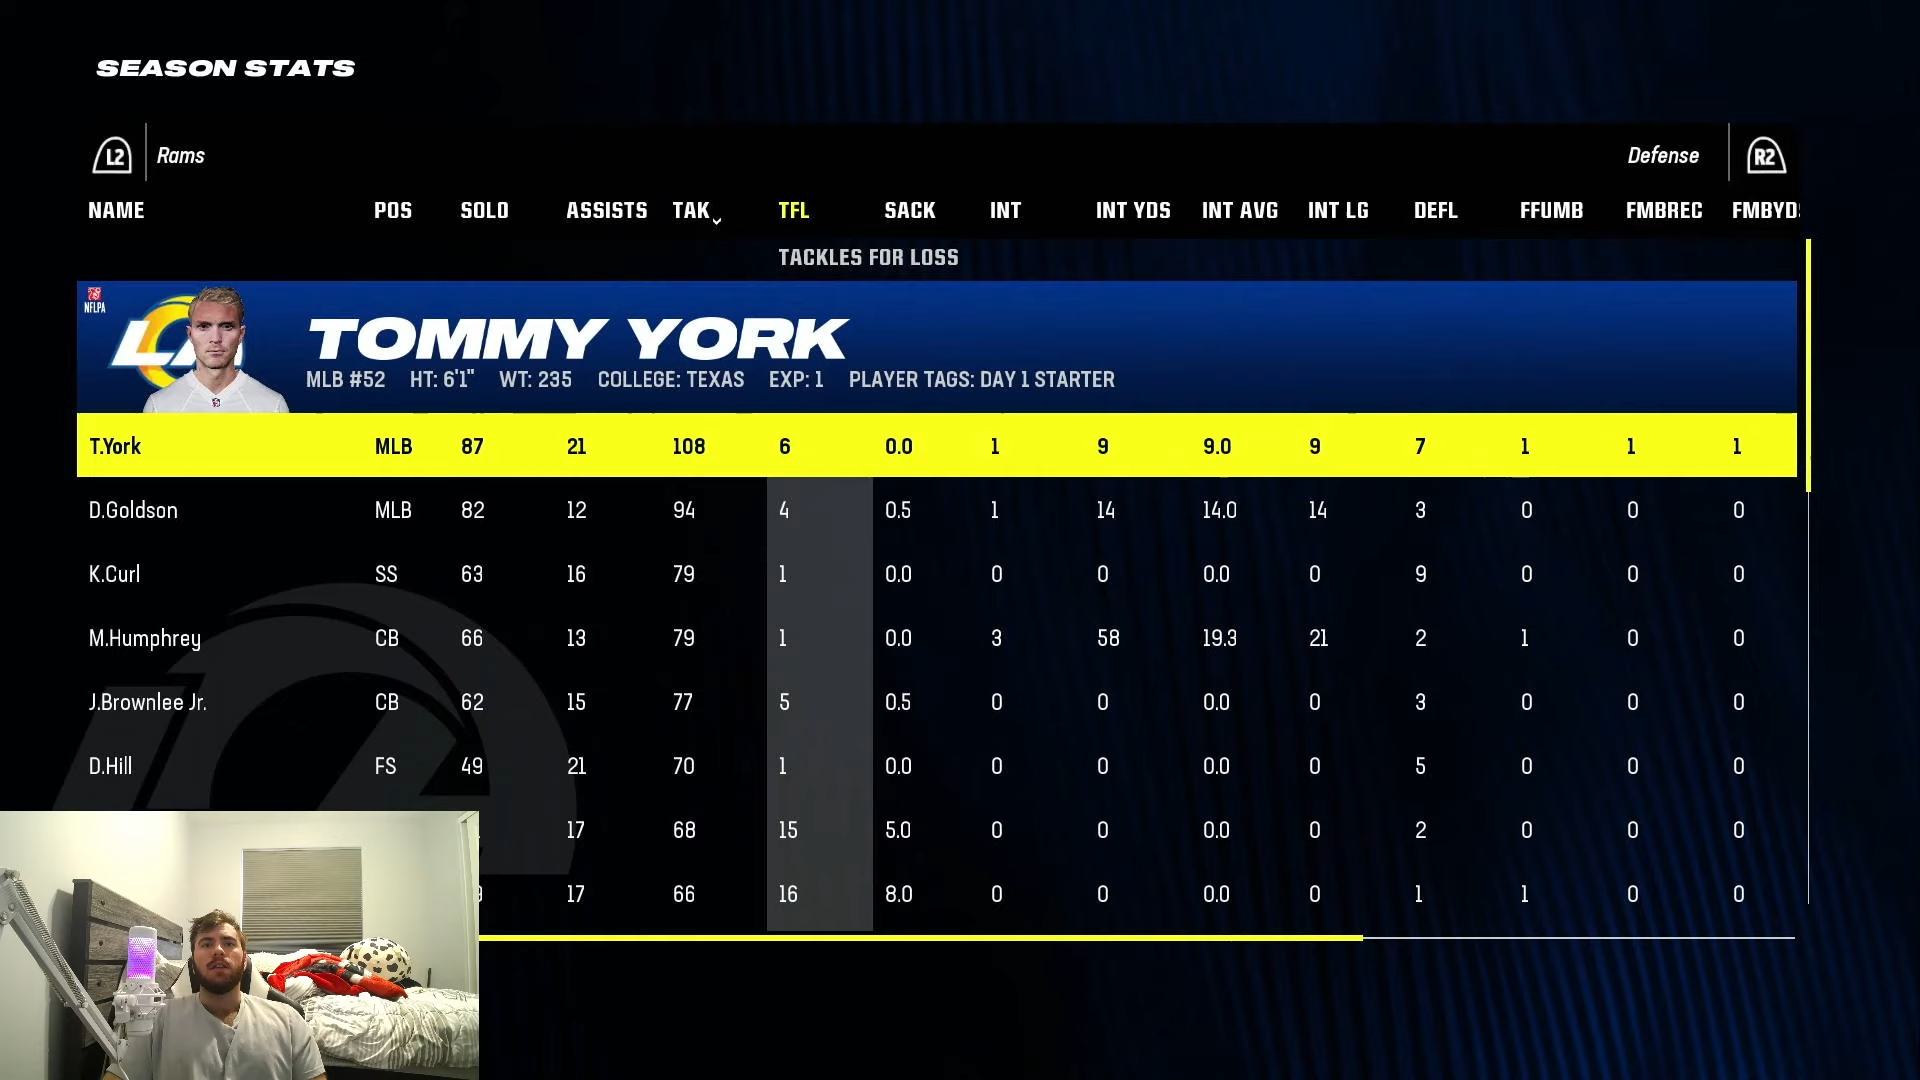 SEASON STATS
L2 Rams Defense R2
NAME POS SOLO ASSISTS TAK TFL SACK INT INT YDS INT AVG INT LG DEFL FFUMB FMBREC FMBYD
TACKLES FOR LOSS
NFLPA
LA
TOMMY YORK
MLB #52 HT: 6'1" WT: 235 COLLEGE: TEXAS EXP: 1 PLAYER TAGS: DAY 1 STARTER
T.York MLB 87 21 108 6 0.0 1 9 9.0 9 7 1 1 1
D.Goldson MLB 82 12 94 4 0.5 1 14 14.0 14 3 0 0 0
K.Curl SS 63 16 79 1 0.0 0 0 0.0 0 9 0 0 0
M.Humphrey CB 66 13 79 1 0.0 3 58 19.3 21 2 1 0 0
J.Brownlee Jr. CB 62 15 77 5 0.5 0 0 0.0 0 3 0 0 0
D.Hill FS 49 21 70 1 0.0 0 0 0.0 0 5 0 0 0
17 68 15 5.0 0 0 0.0 0 2 0 0 0
17 66 16 8.0 0 0 0.0 0 1 1 0 0